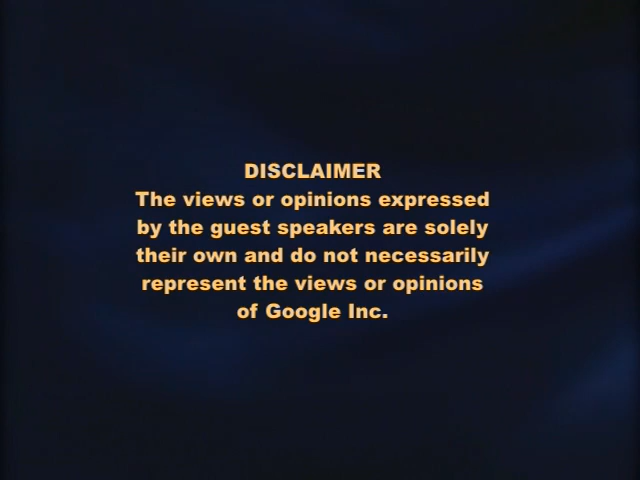 DISCLAIMER
The views or opinions expressed
by the guest speakers are solely
their own and do not necessarily
represent the views or opinions
of Google Inc.